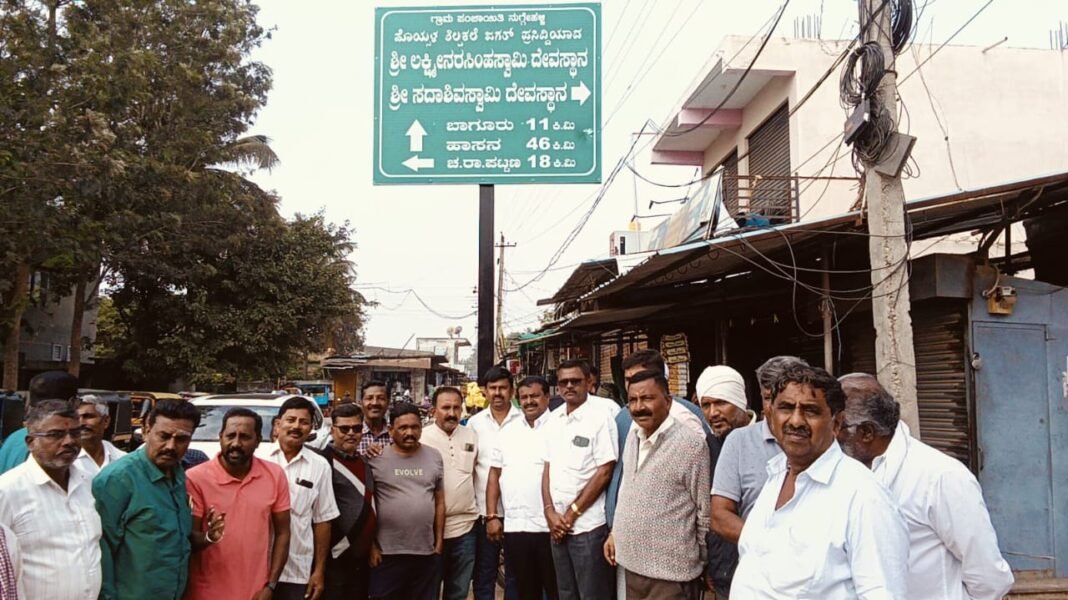 ಗ್ರಾಮ ಪಂಚಾಯಿತಿ ನುಗ್ಗೇಹಳ್ಳಿ
ಹೊಯ್ಸಳ ಶಿಲ್ಪಕಲೆ ಜಗತ್ ಪ್ರಸಿದ್ದಿಯಾದ
ಶ್ರೀ ಲಕ್ಷ್ಮೀನರಸಿಂಹಸ್ವಾಮಿ ದೇವಸ್ಥಾನ
ಶ್ರೀ ಸದಾಶಿವಸ್ವಾಮಿ ದೇವಸ್ಥಾನ
ಬಾಗೂರು 11 ಕಿ.ಮಿ
ಹಾಸನ 46 ಕಿ.ಮಿ
ಚ.ರಾ.ಪಟ್ಟಣ 18 ಕಿ.ಮಿ
EVOLVE